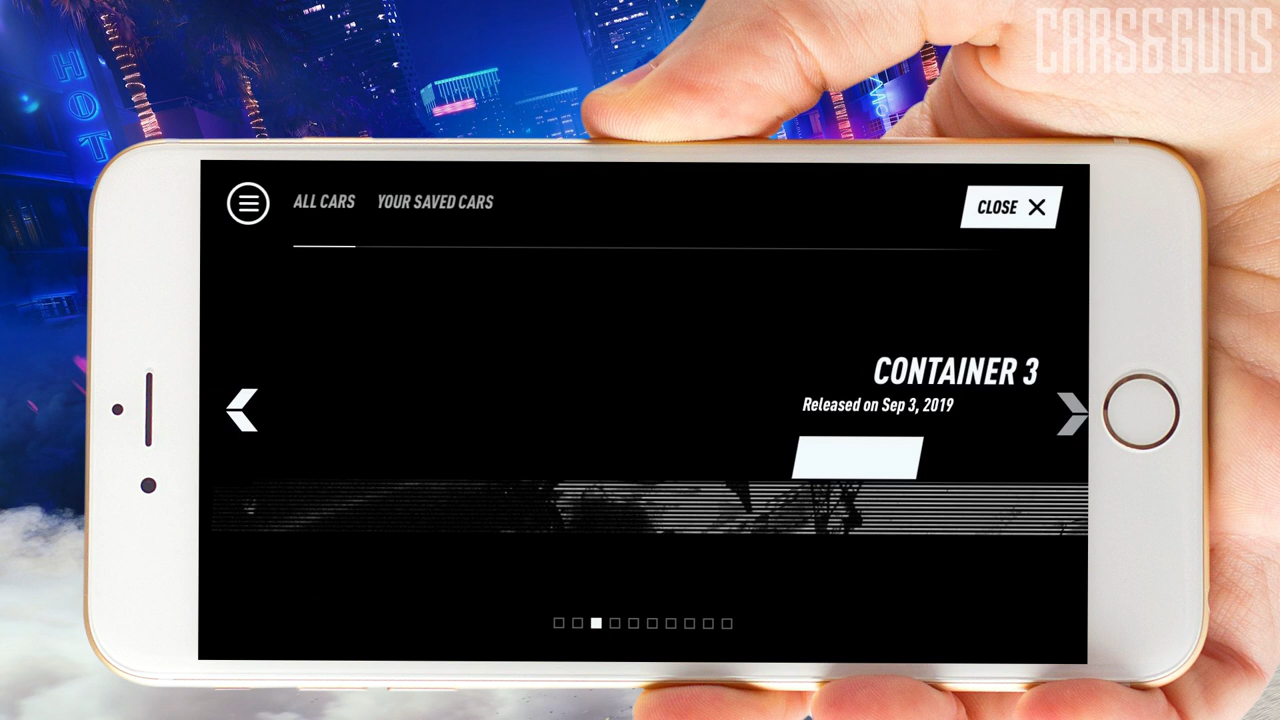 CARS&GUNS
HOT
ALL CARS YOUR SAVED CARS
CLOSE X
CONTAINER 3
Released on Sep 3, 2019